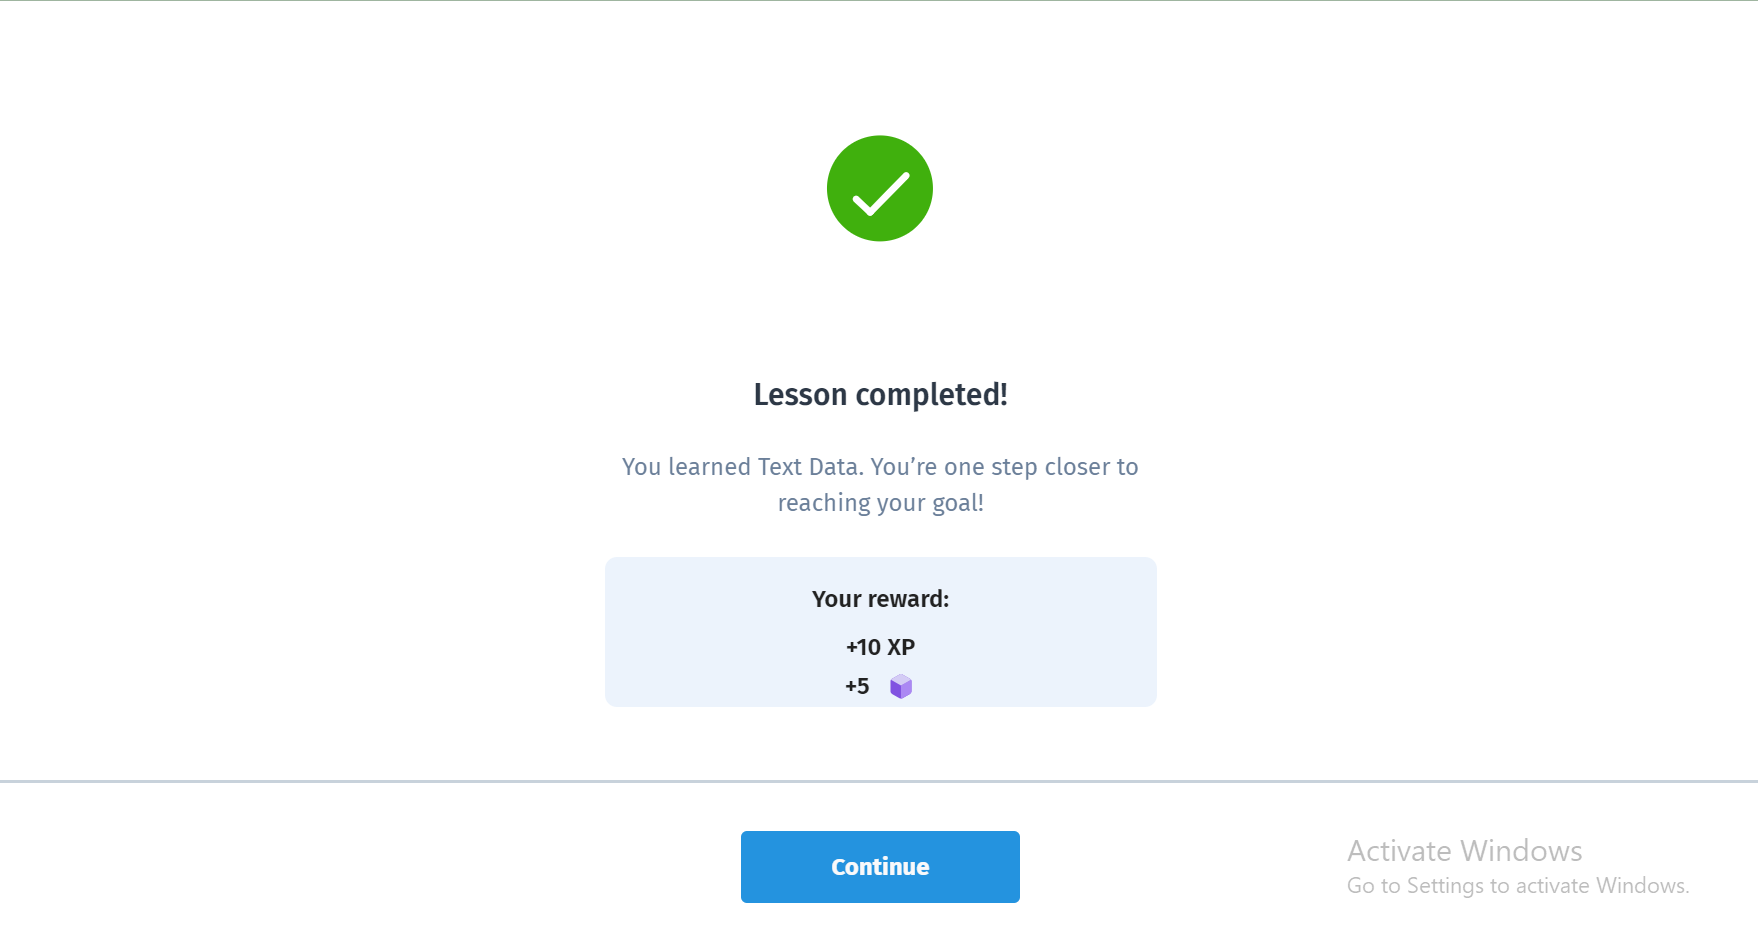 Lesson completed!
You learned Text Data. You’re one step closer to
reaching your goal!
Your reward:
+10 XP
+5
Continue
Activate Windows
Go to Settings to activate Windows.